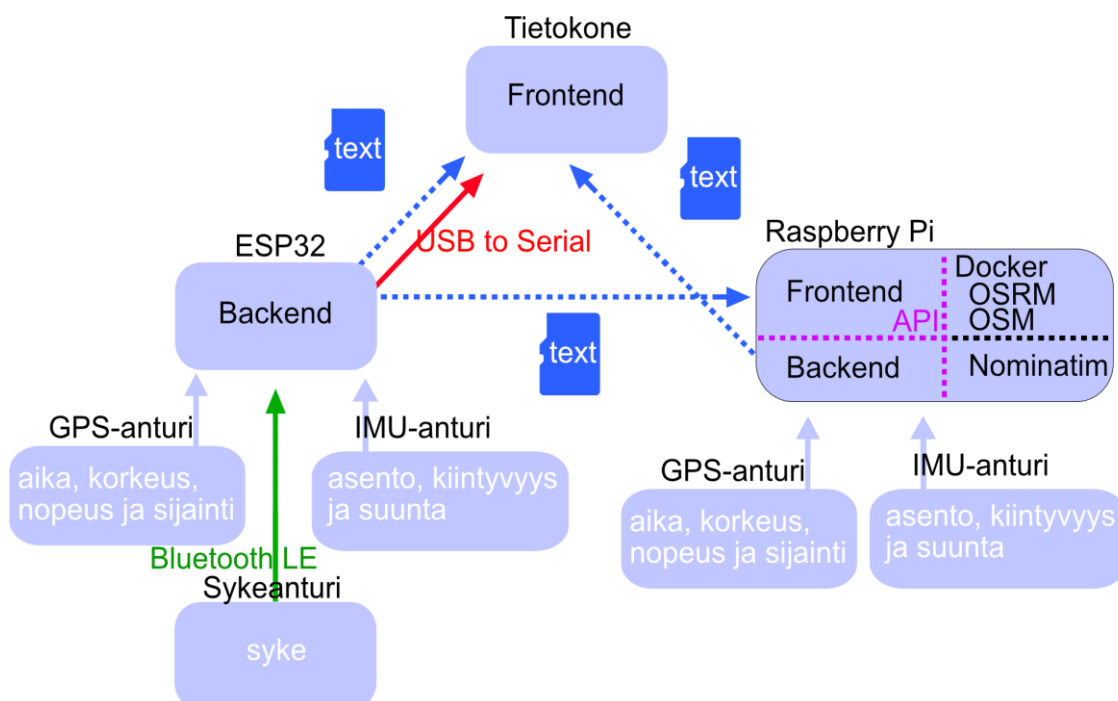 Tietokone
Frontend
text
text
ESP32
USB to Serial
Raspberry Pi
Backend
Frontend
Docker
OSRM
API
OSM
text
Backend
Nominatim
GPS-anturi
IMU-anturi
aika, korkeus,
nopeus ja sijainti
asento, kiintyvyys
ja suunta
GPS-anturi
IMU-anturi
aika, korkeus,
nopeus ja sijainti
asento, kiintyvyys
ja suunta
Bluetooth LE
Sykeanturi
syke